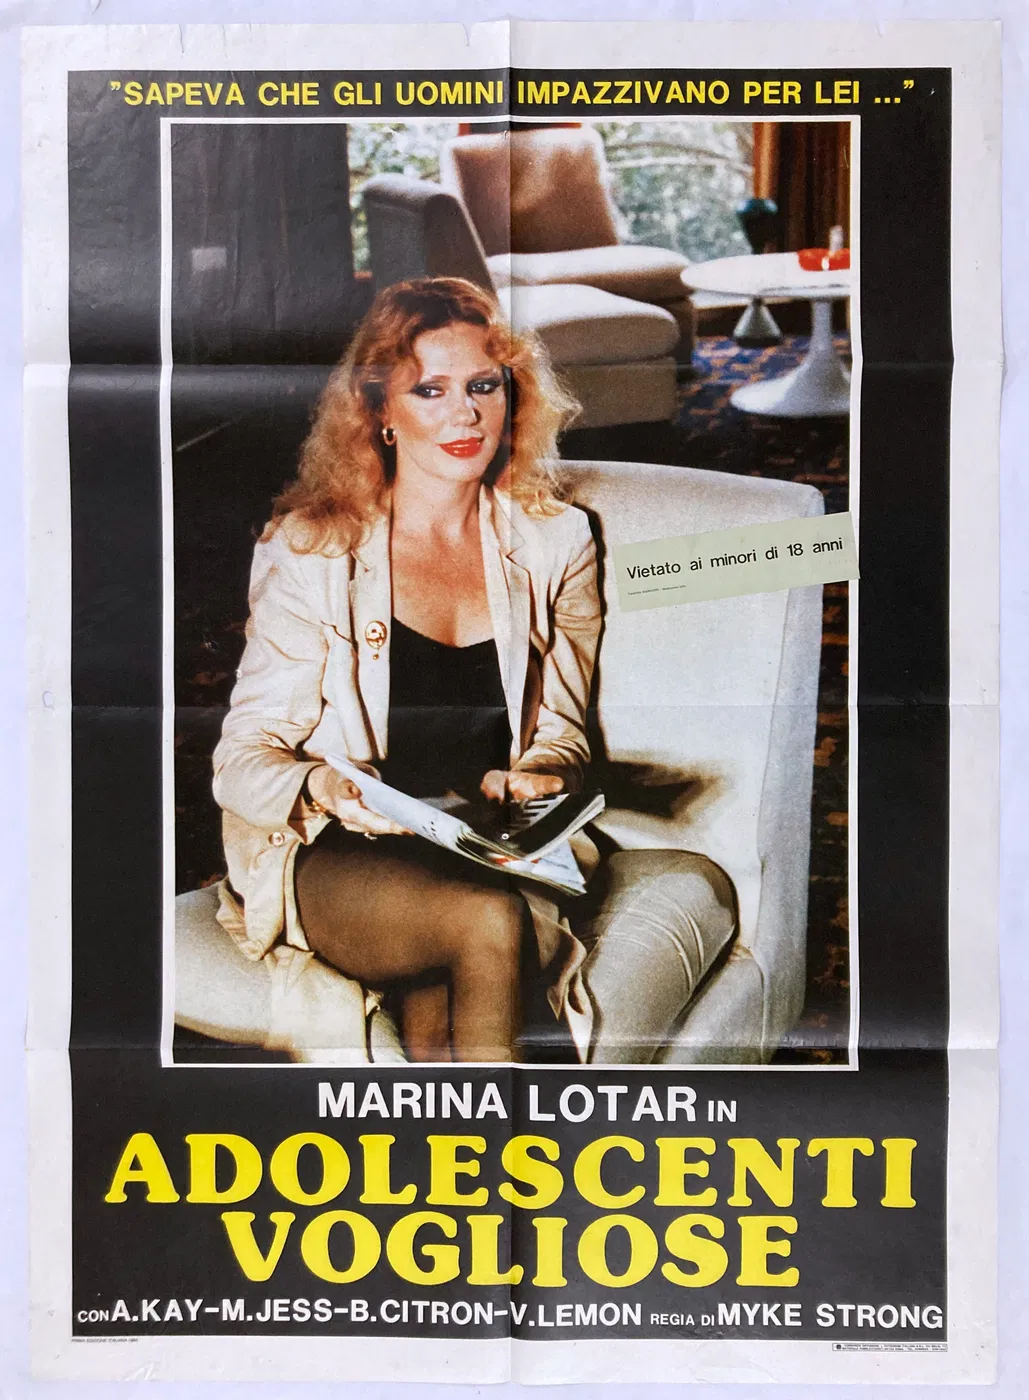 "SAPEVA CHE GLI UOMINI IMPAZZIVANO PER LEI ..."
Vietato ai minori di 18 anni
MARINA LOTAR IN
ADOLESCENTI
VOGLIOSE
CON A.KAY-M.JESS-B.CITRON-V.LEMON REGIA DI MYKE STRONG